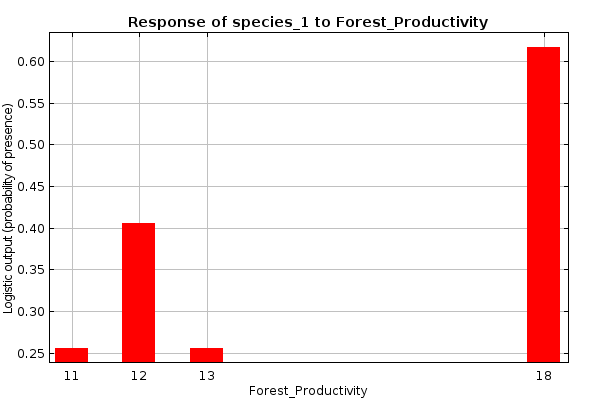 Response of species_1 to Forest_Productivity
Logistic output (probability of presence)
0.60
0.55
0.50
0.45
0.40
0.35
0.30
0.25
11 12 13 18
Forest_Productivity